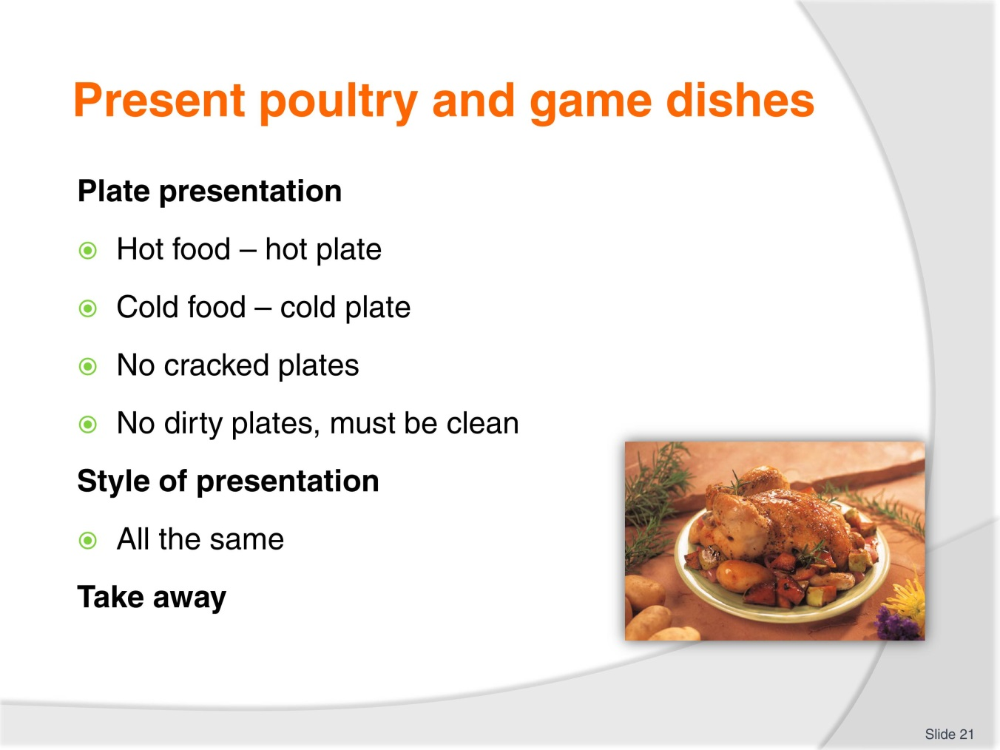 Present poultry and game dishes
Plate presentation
Hot food – hot plate
Cold food – cold plate
No cracked plates
No dirty plates, must be clean
Style of presentation
All the same
Take away
Slide 21